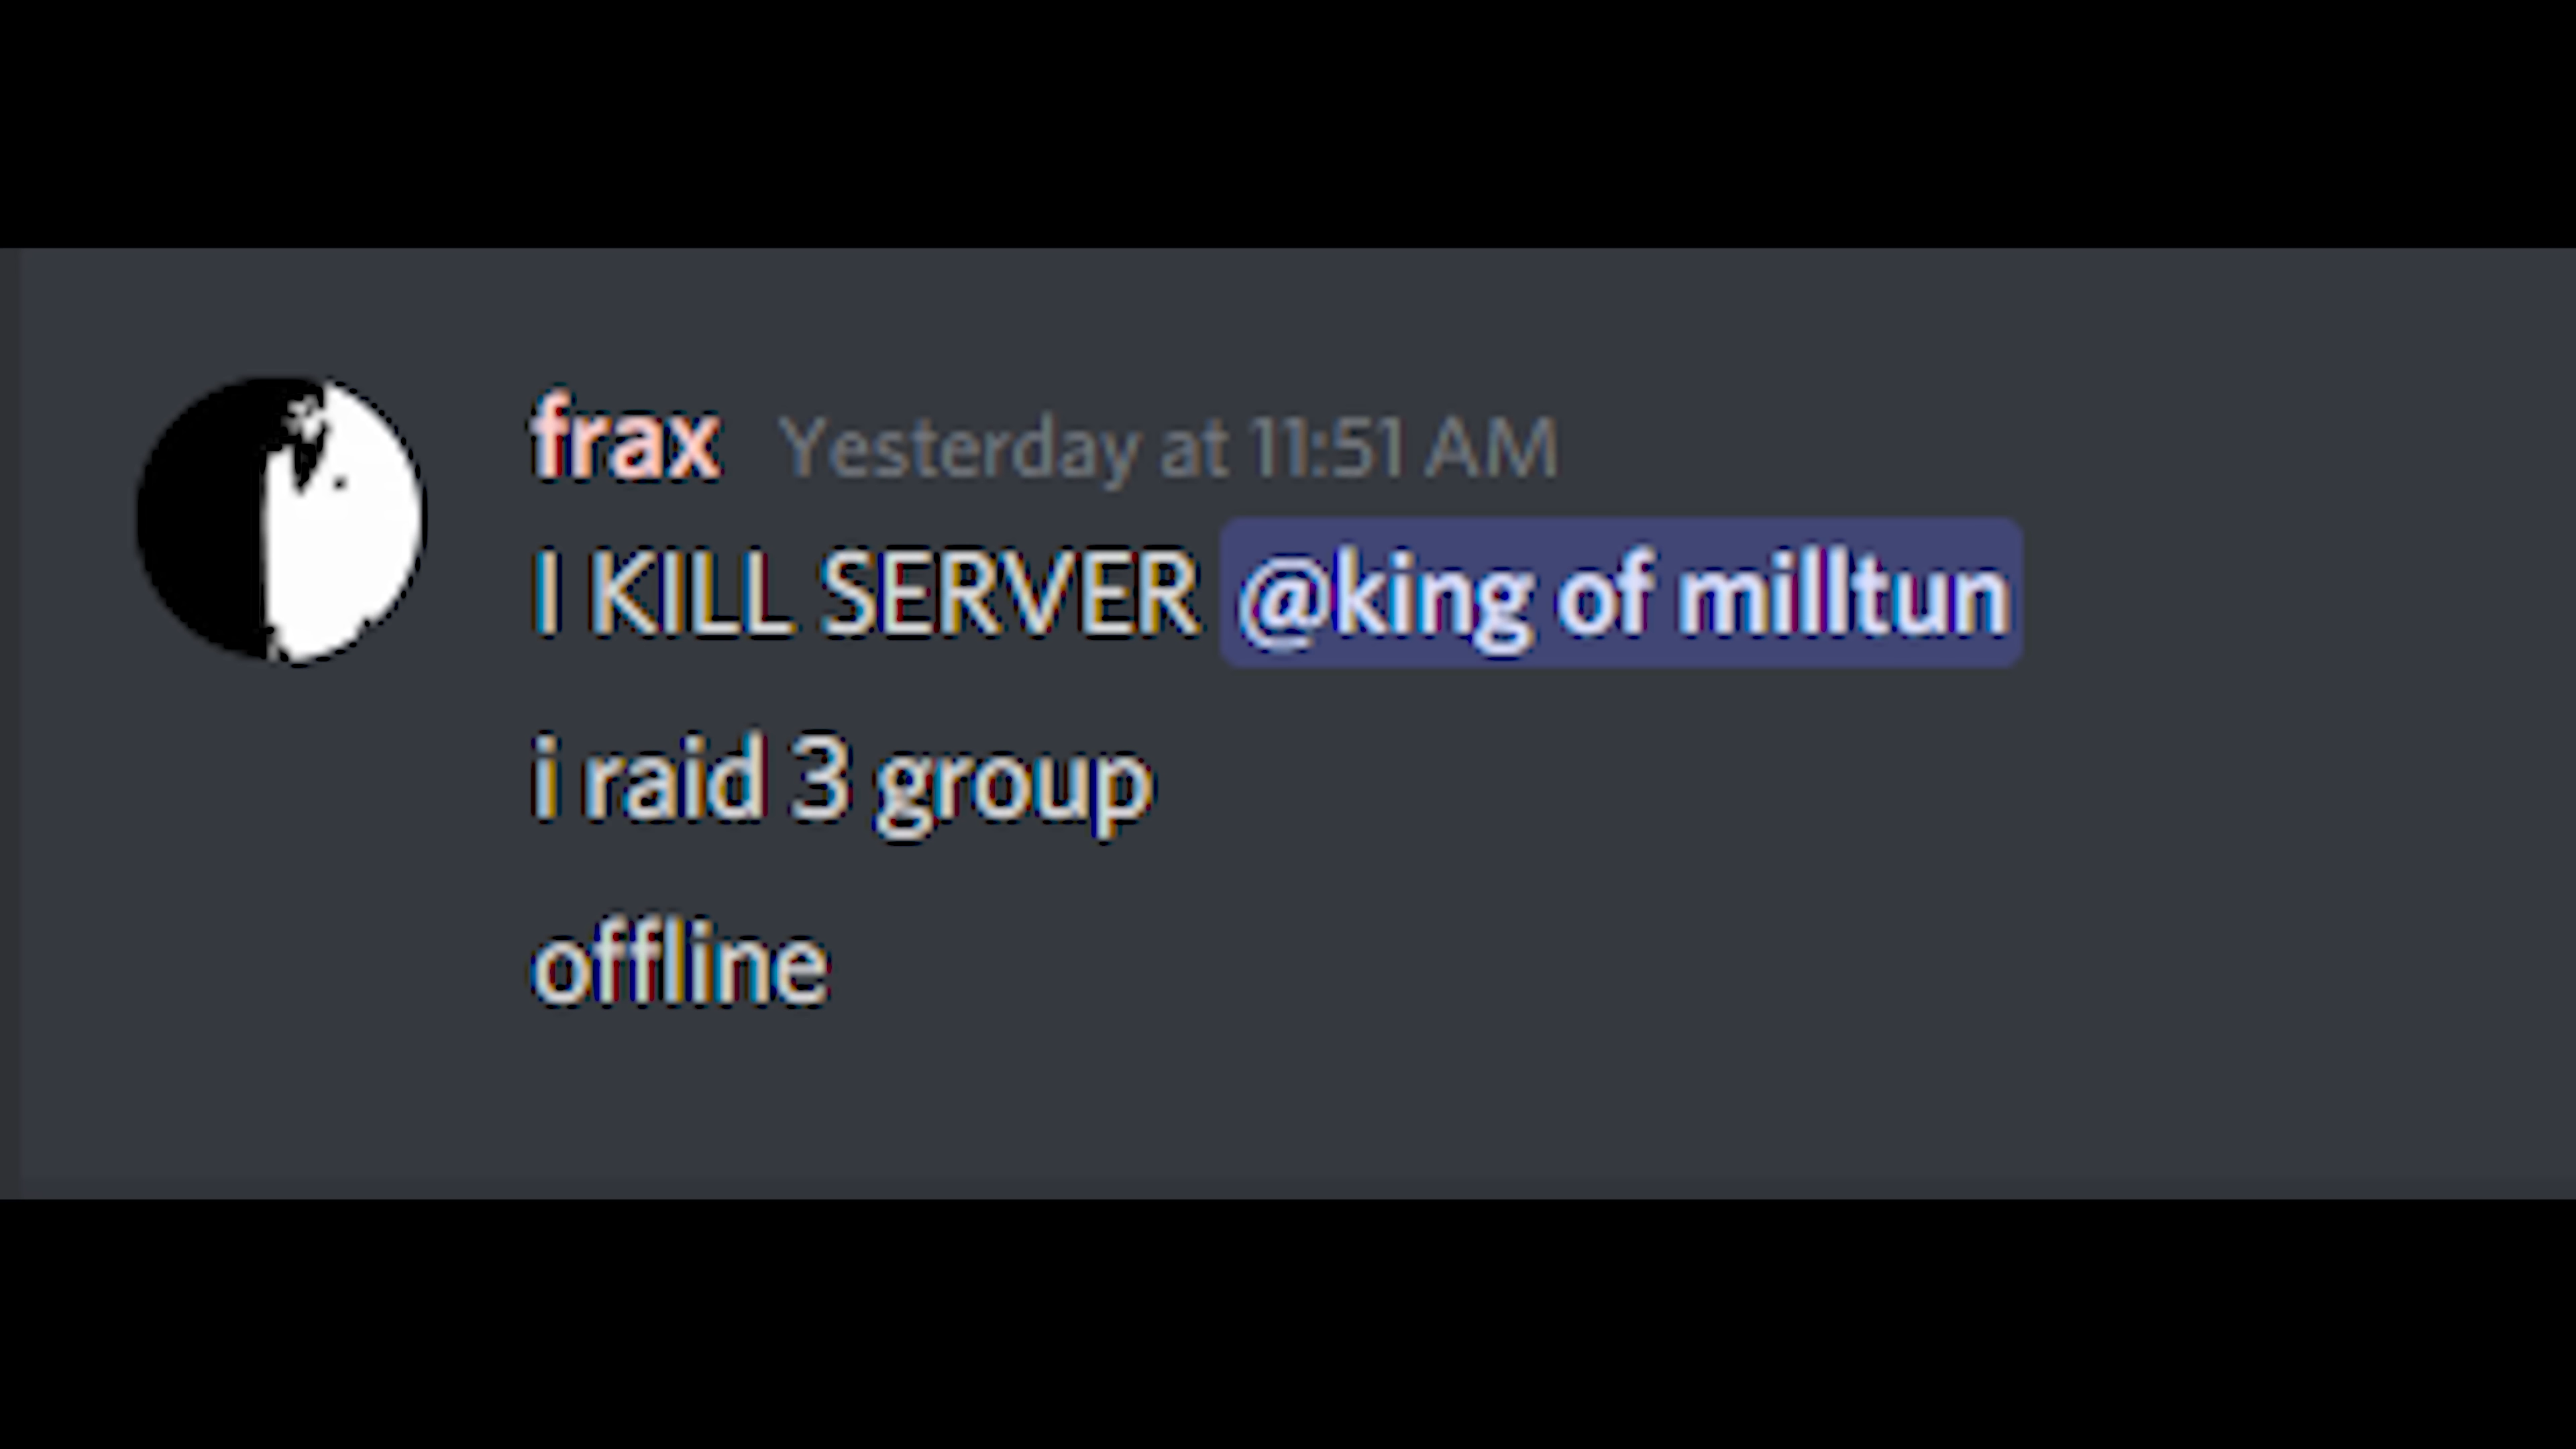 frax Yesterday at 11:51 AM
I KILL SERVER @king of milltun
i raid 3 group
offline